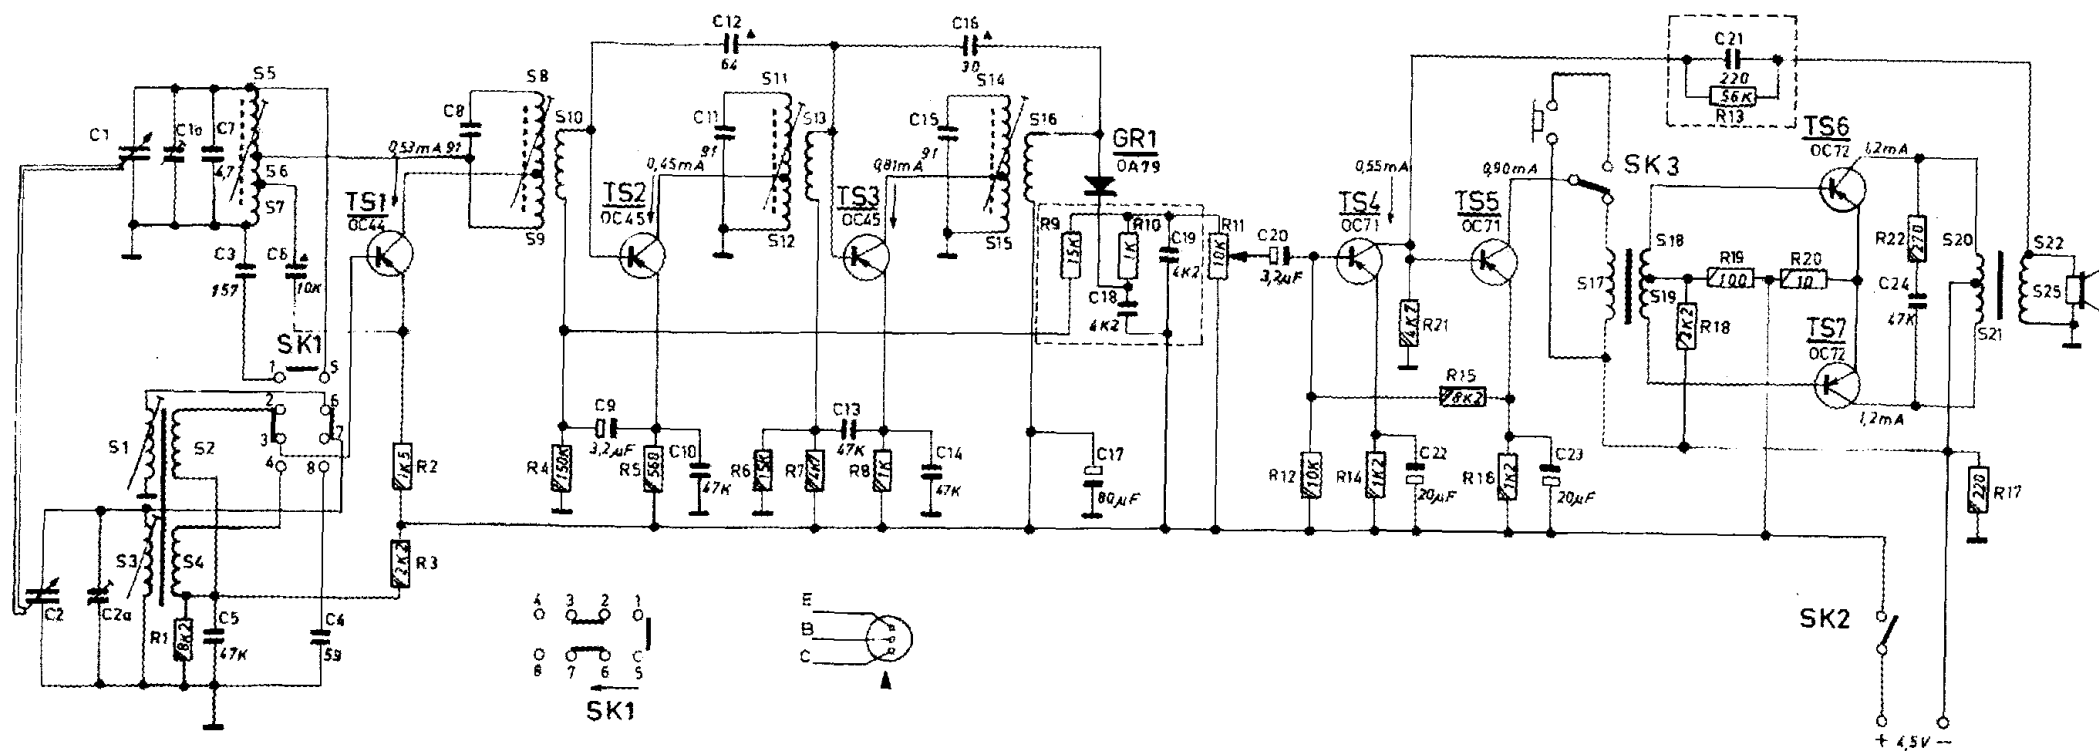 C12
64
C16
30
C21
220
56K
R13
S5
C1
C1a
C7
4,7
S6
S7
C3
157
C6
10K
0,53mA
91
TS1
OC44
C8
S8
S9
S10
0,45mA
TS2
OC45
C11
91
S11
S12
S13
0,81mA
TS3
OC45
C15
91
S14
S15
S16
GR1
OA79
R9
15K
R10
1K
C19
4K2
C18
4K2
R11
10K
C20
3,2µF
TS4
OC71
0,55mA
TS5
OC71
0,90mA
SK3
TS6
OC72
1,2mA
R22
270
C24
47K
S20
S21
S22
S25
S17
S18
S19
R19
100
R20
10
R18
2K2
TS7
OC72
1,2mA
R21
4K7
R15
8K2
SK1
1 5
2 6
3 7
4 8
S1
S2
S3
S4
R2
1K5
R3
2K2
R4
150K
C9
3,2µF
R5
560
C10
47K
R6
15K
R7
4K7
C13
47K
R8
1K
C14
47K
C17
80µF
R12
10K
R14
1K2
C22
20µF
R16
1K2
C23
20µF
R17
220
C2
C2a
R1
8K2
C5
47K
C4
59
4 3 2 1
8 7 6 5
SK1
E
B
C
SK2
+ 4,5V −